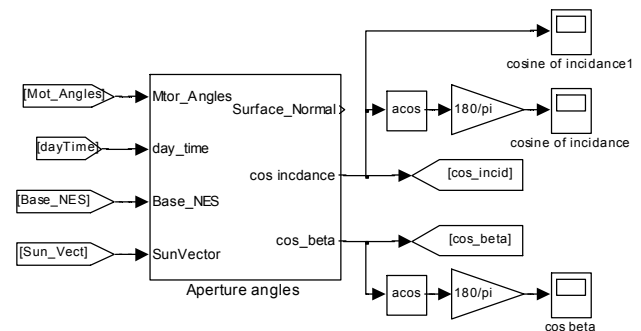 cosine of incidance1
[Mot_Angles]
Mtor_Angles
Surface_Normal
acos
180/pi
cosine of incidance
[dayTime]
day_time
cos incdance
[cos_incid]
[Base_NES]
Base_NES
cos_beta
[cos_beta]
[Sun_Vect]
SunVector
Aperture angles
acos
180/pi
cos beta